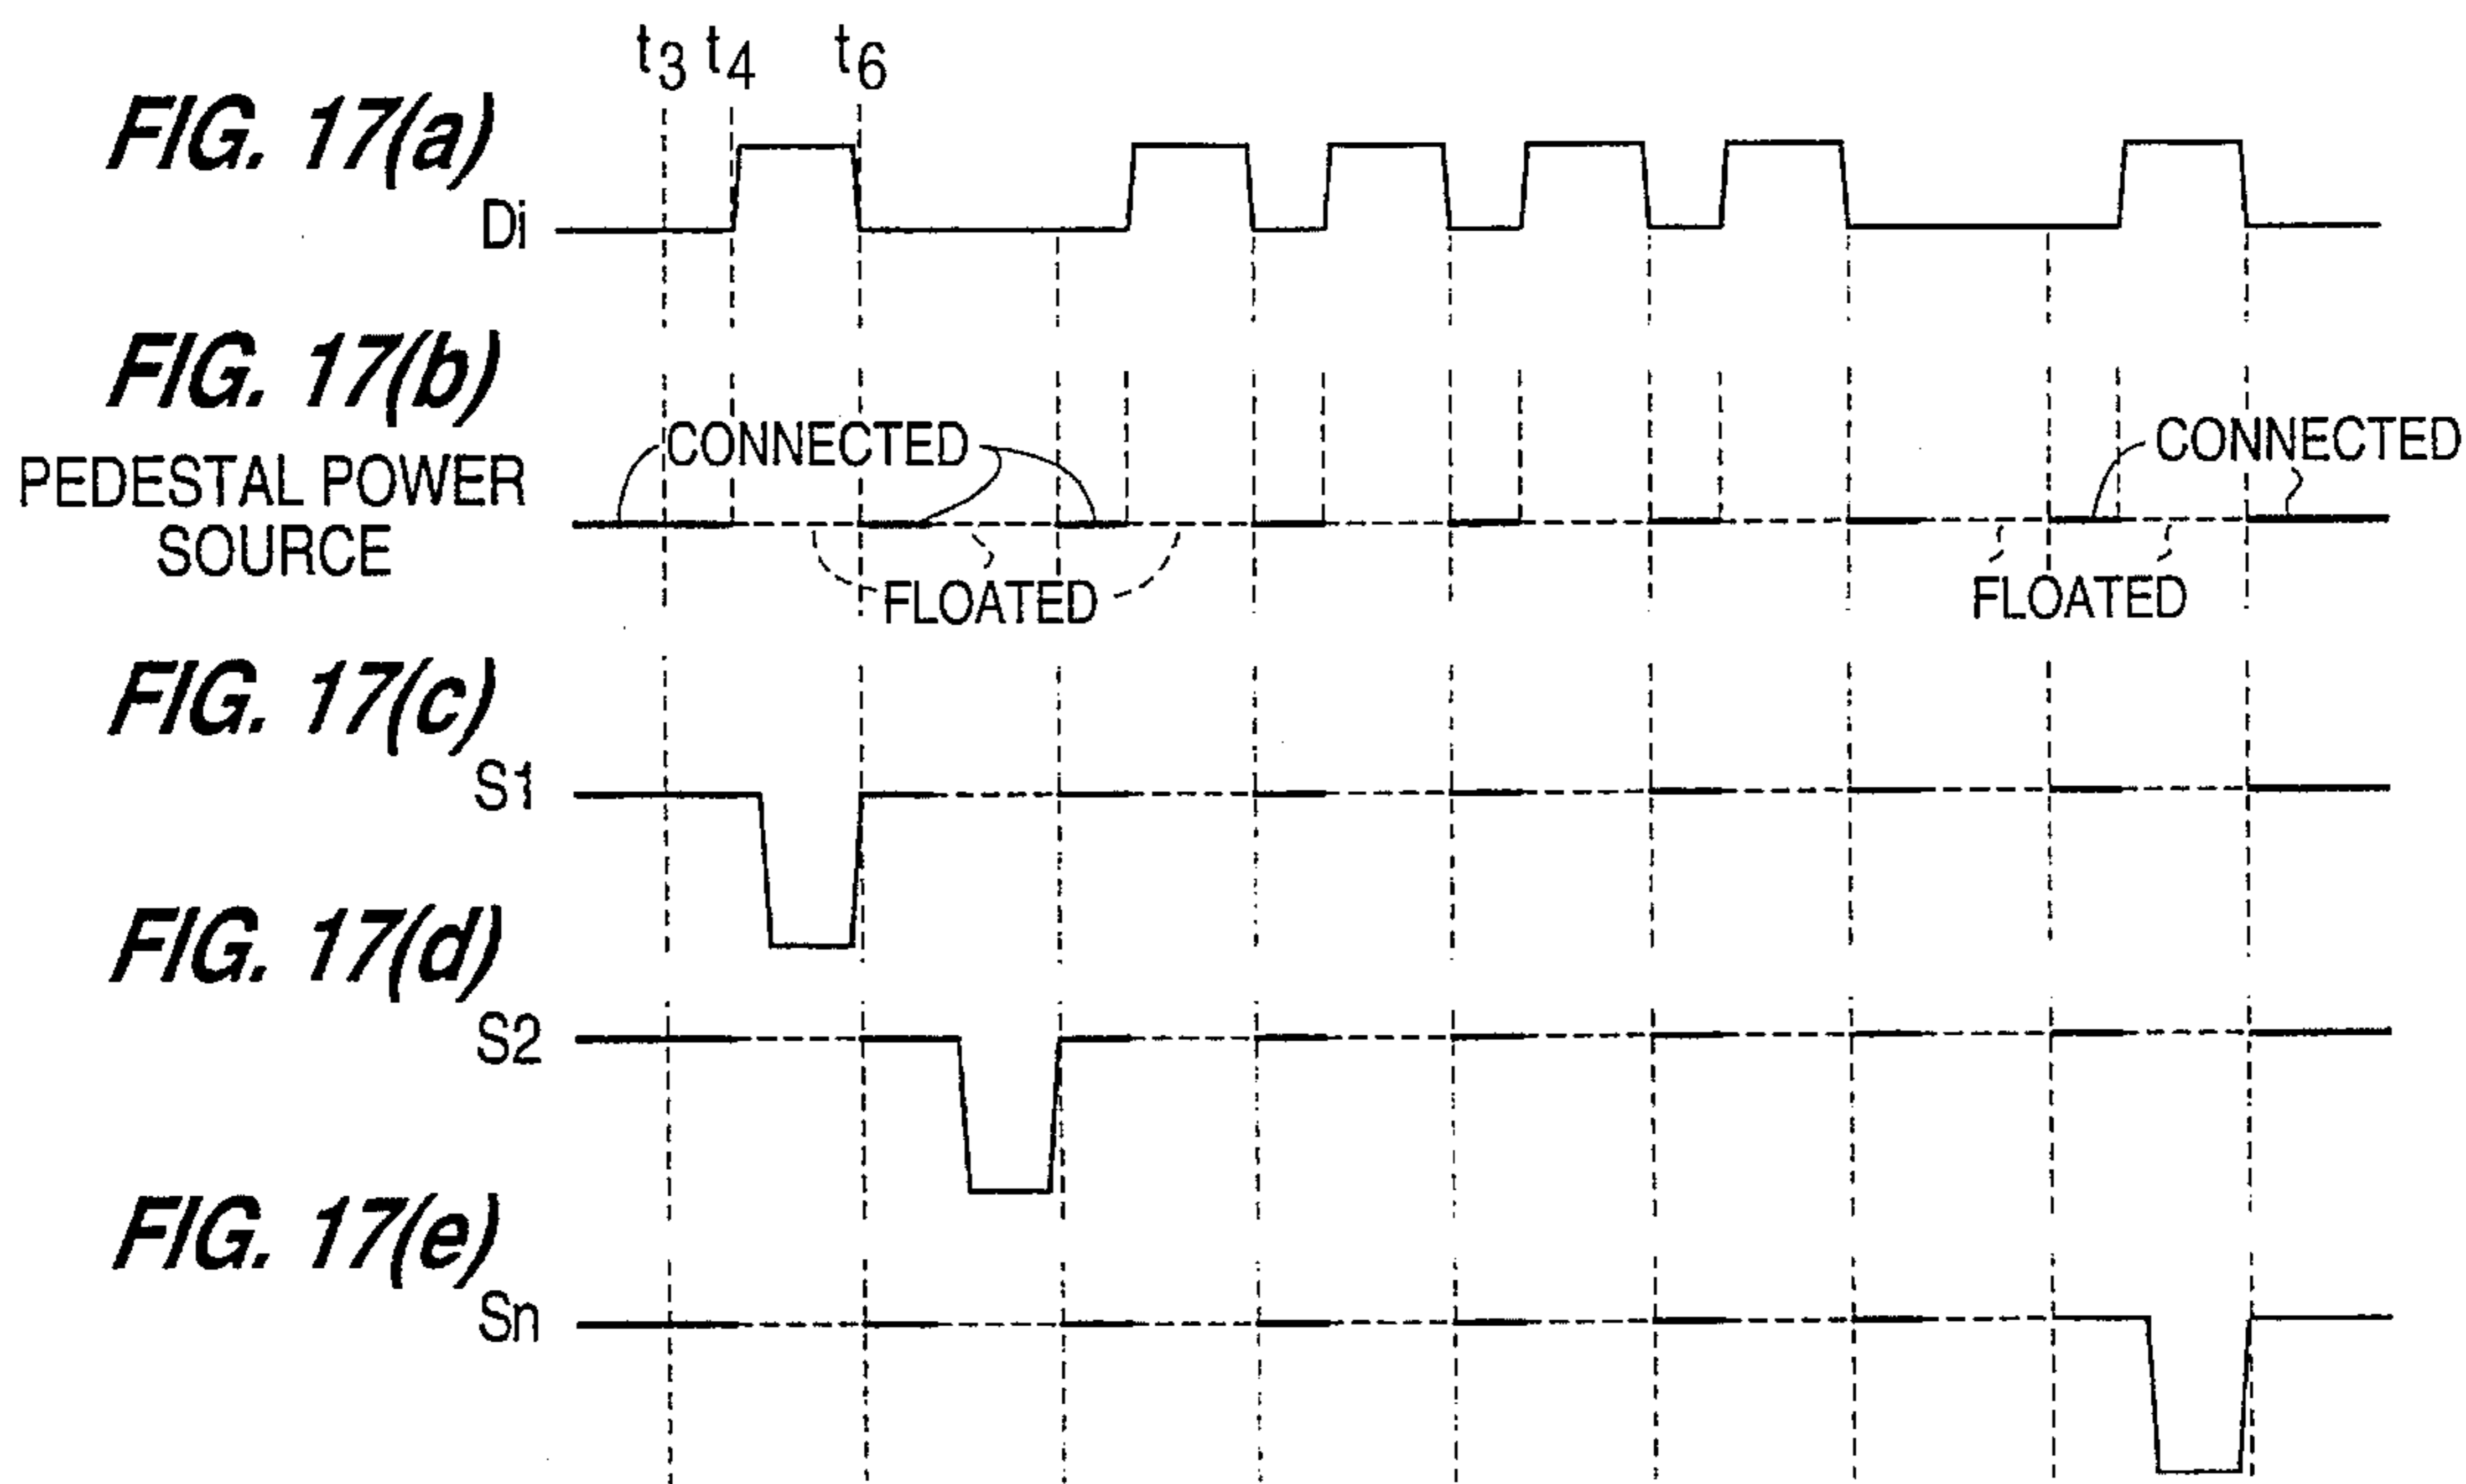 t3 t4 t6
FIG. 17(a)
Di
FIG. 17(b)
CONNECTED
CONNECTED
PEDESTAL POWER
SOURCE
FLOATED
FLOATED
FIG. 17(c)
S1
FIG. 17(d)
S2
FIG. 17(e)
Sn